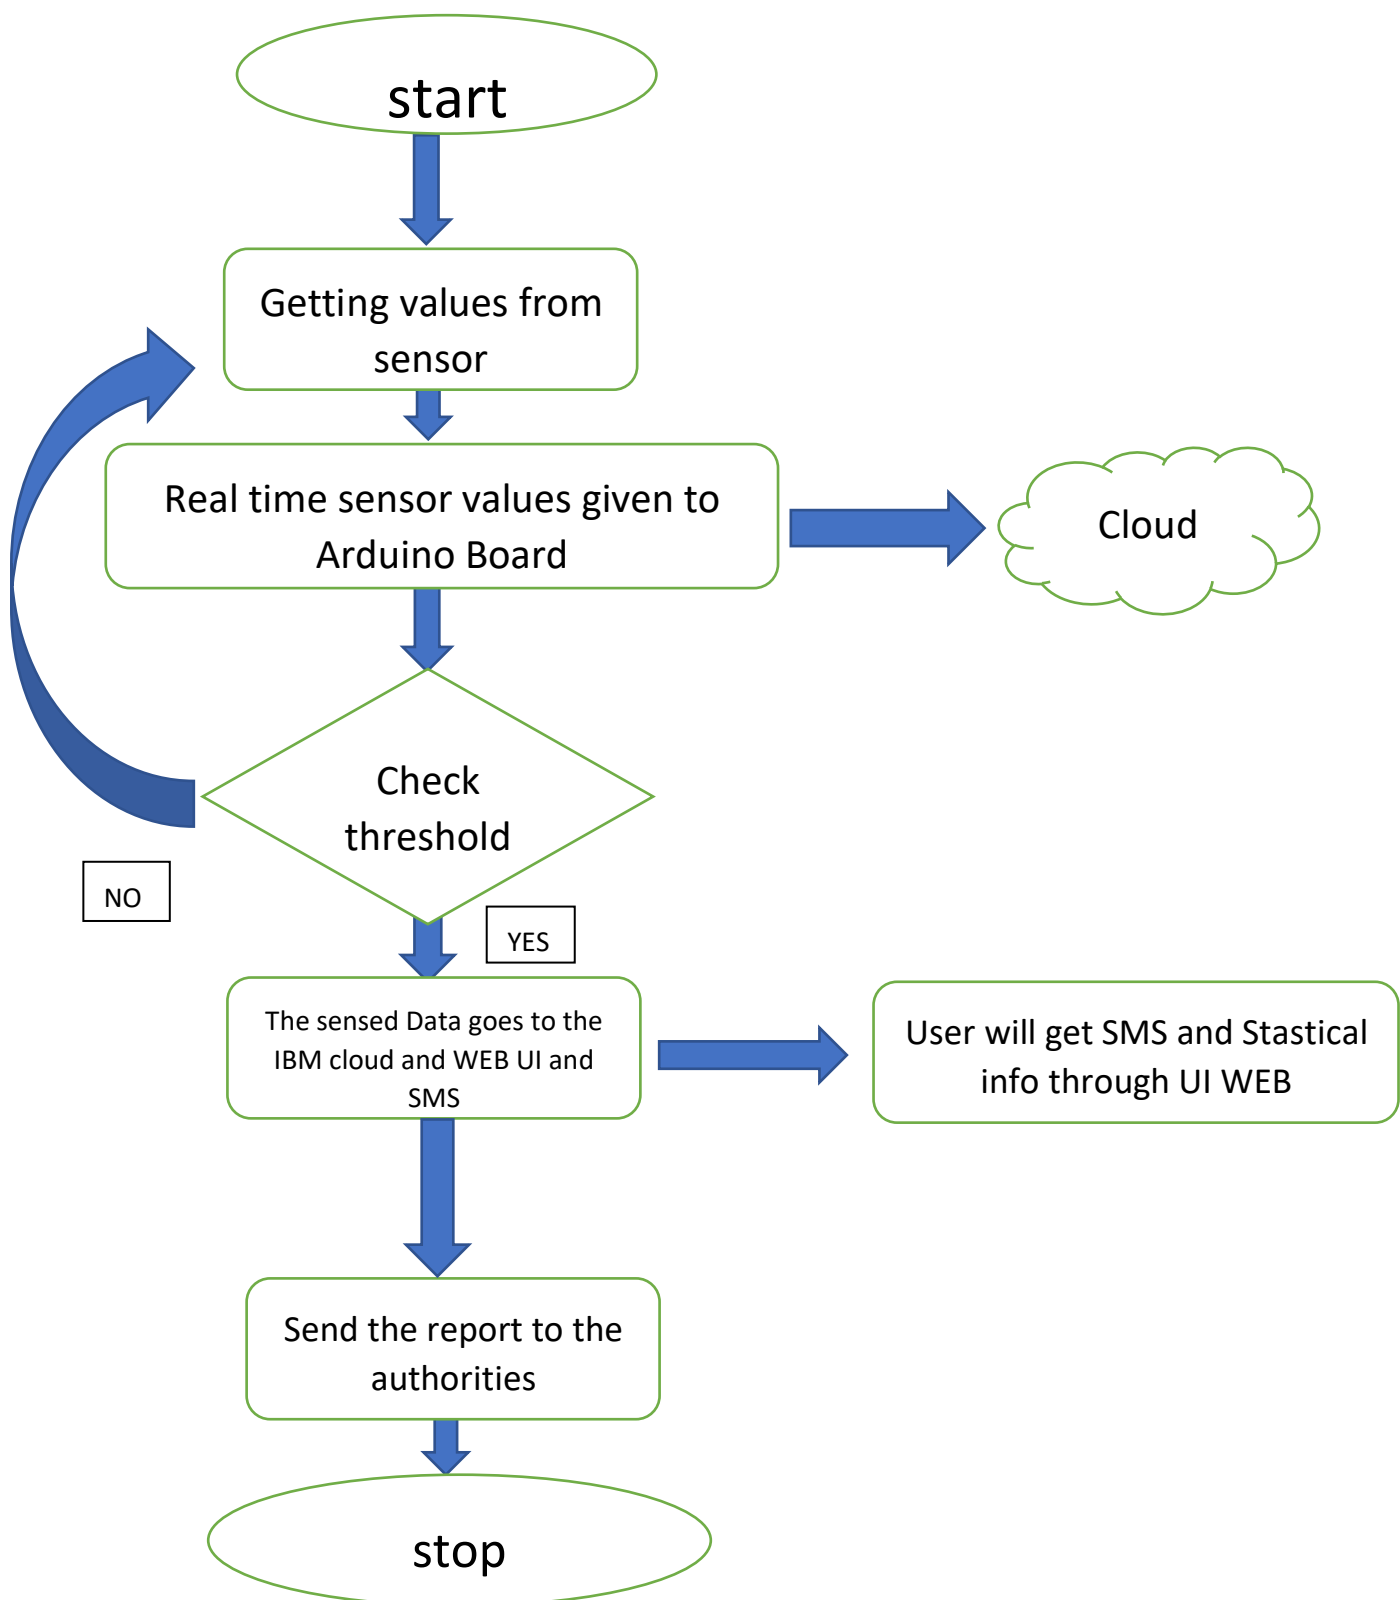 start
Getting values from
sensor
Real time sensor values given to
Arduino Board
Cloud
Check
threshold
NO
YES
The sensed Data goes to the
IBM cloud and WEB UI and
SMS
User will get SMS and Stastical
info through UI WEB
Send the report to the
authorities
stop